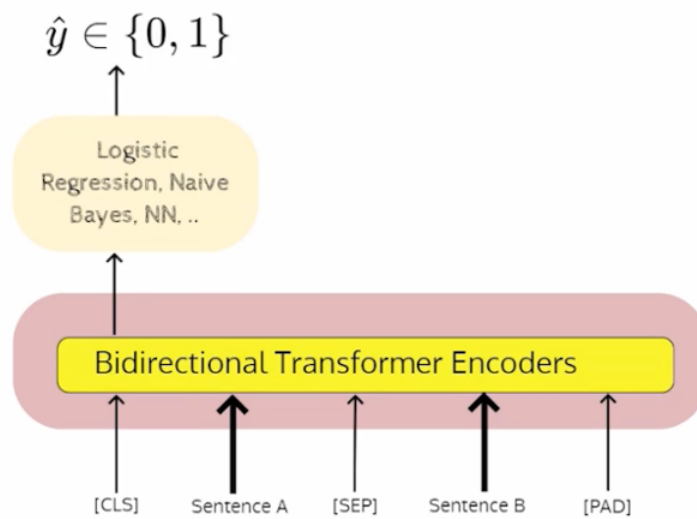 ŷ ∈ {0, 1}
Logistic
Regression, Naive
Bayes, NN, ..
Bidirectional Transformer Encoders
[CLS] Sentence A [SEP] Sentence B [PAD]